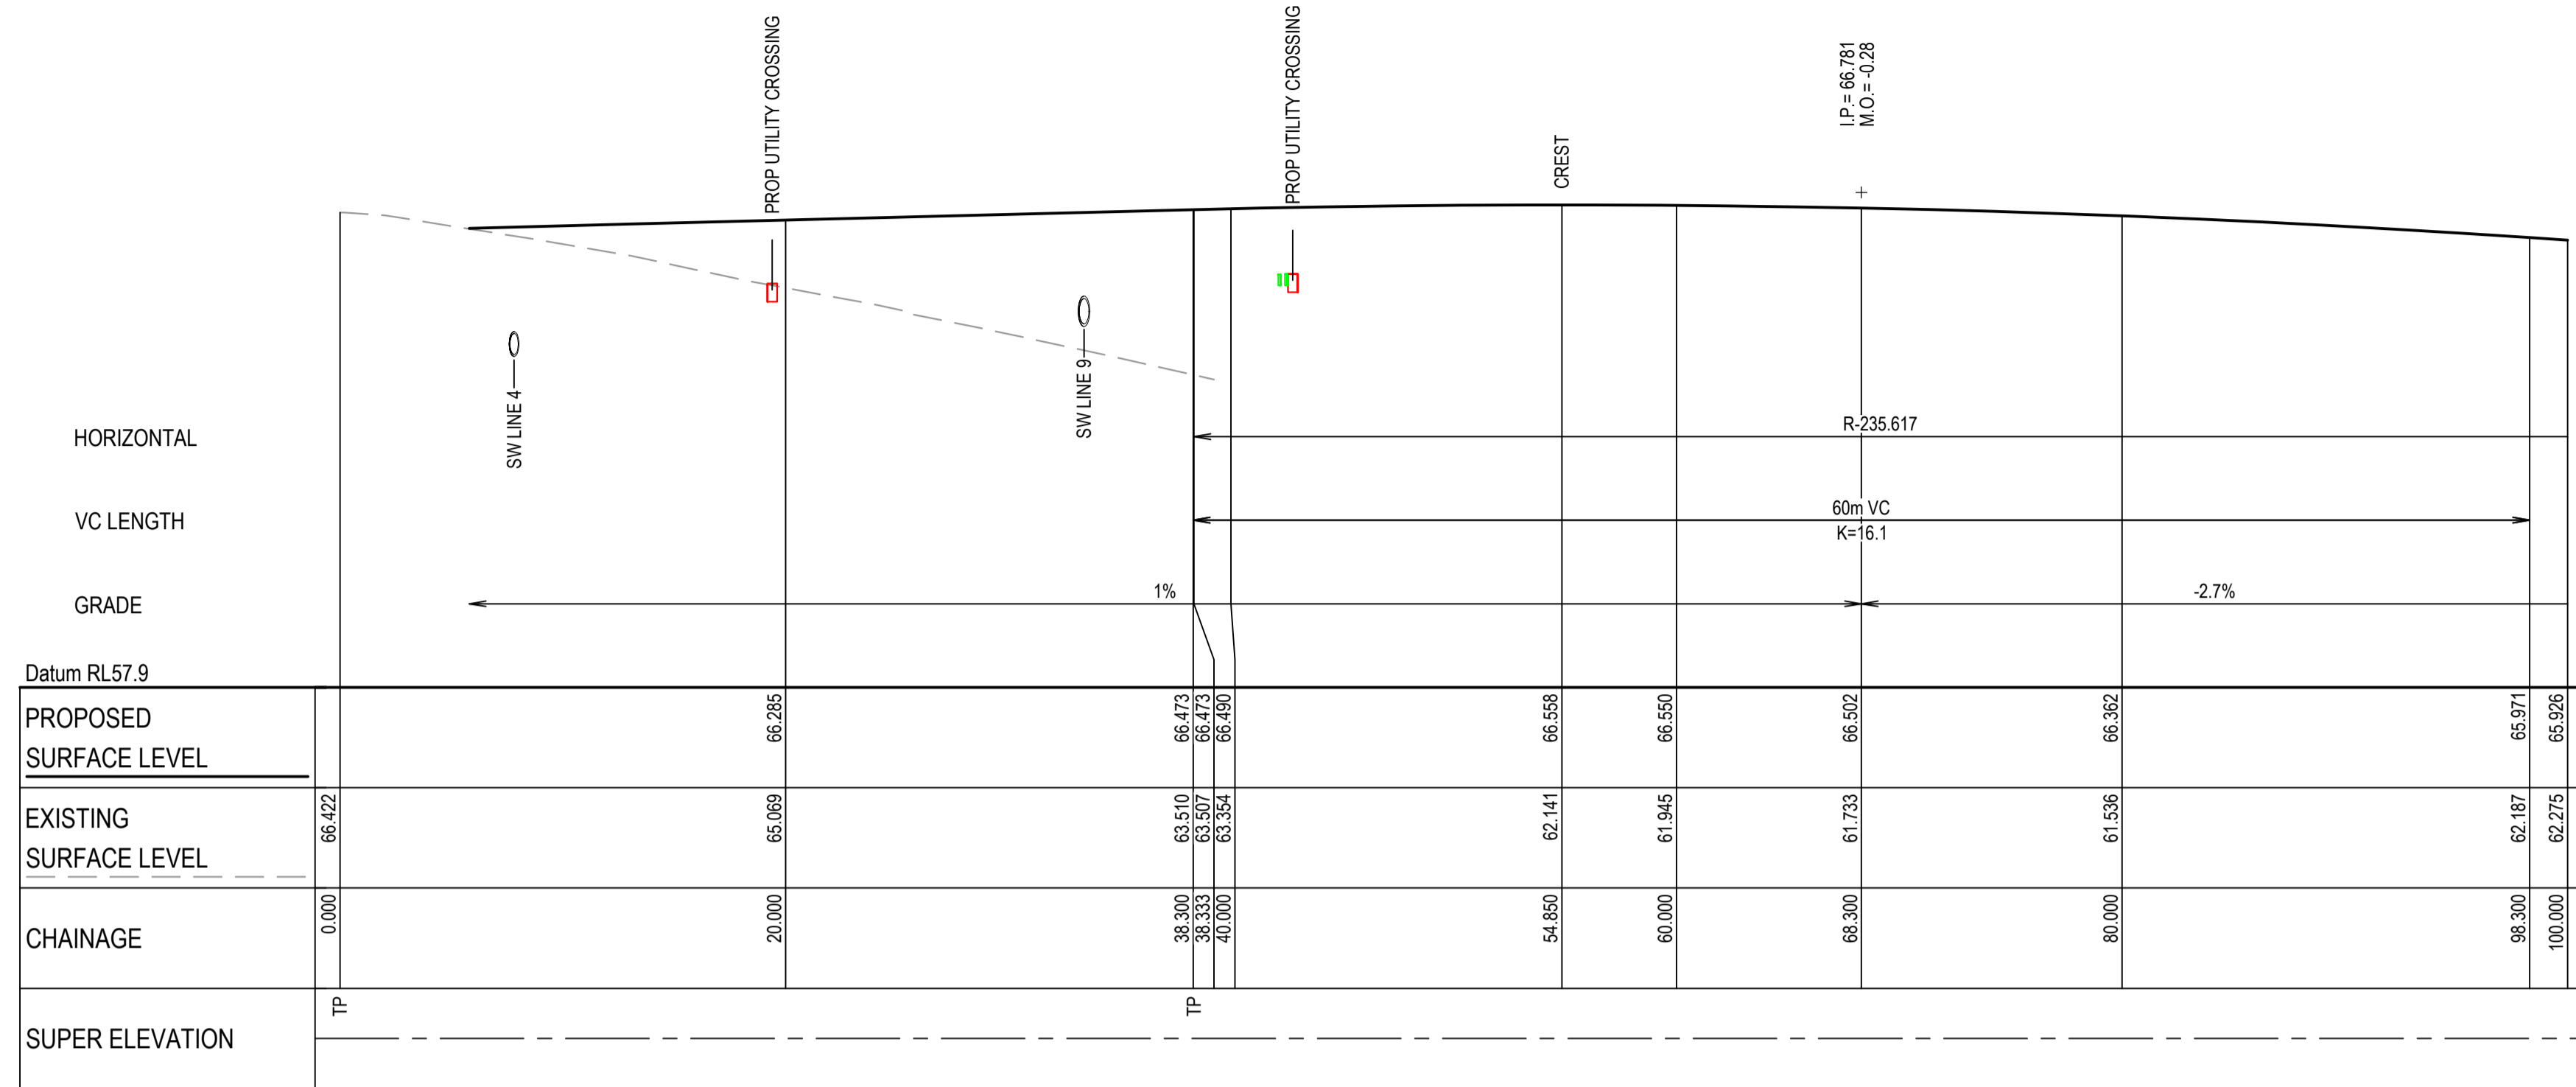 PROP UTILITY CROSSING
PROP UTILITY CROSSING
CREST
I.P.= 66.781
M.O.= -0.28
SW LINE 4
SW LINE 9
HORIZONTAL
R-235.617
VC LENGTH
60m VC
K=16.1
GRADE
1%
-2.7%
Datum RL57.9
PROPOSED
SURFACE LEVEL
66.285
66.473
66.473
66.490
66.558
66.550
66.502
66.362
65.971
65.926
EXISTING
SURFACE LEVEL
66.422
65.069
63.510
63.507
63.354
62.141
61.945
61.733
61.536
62.187
62.275
CHAINAGE
0.000
20.000
38.300
38.333
40.000
54.850
60.000
68.300
80.000
98.300
100.000
TP
TP
SUPER ELEVATION